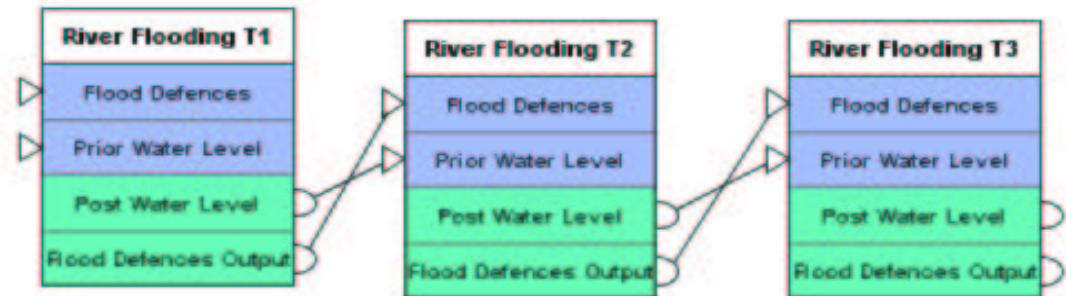 River Flooding T1
Flood Defences
Prior Water Level
Post Water Level
Flood Defences Output
River Flooding T2
Flood Defences
Prior Water Level
Post Water Level
Flood Defences Output
River Flooding T3
Flood Defences
Prior Water Level
Post Water Level
Flood Defences Output